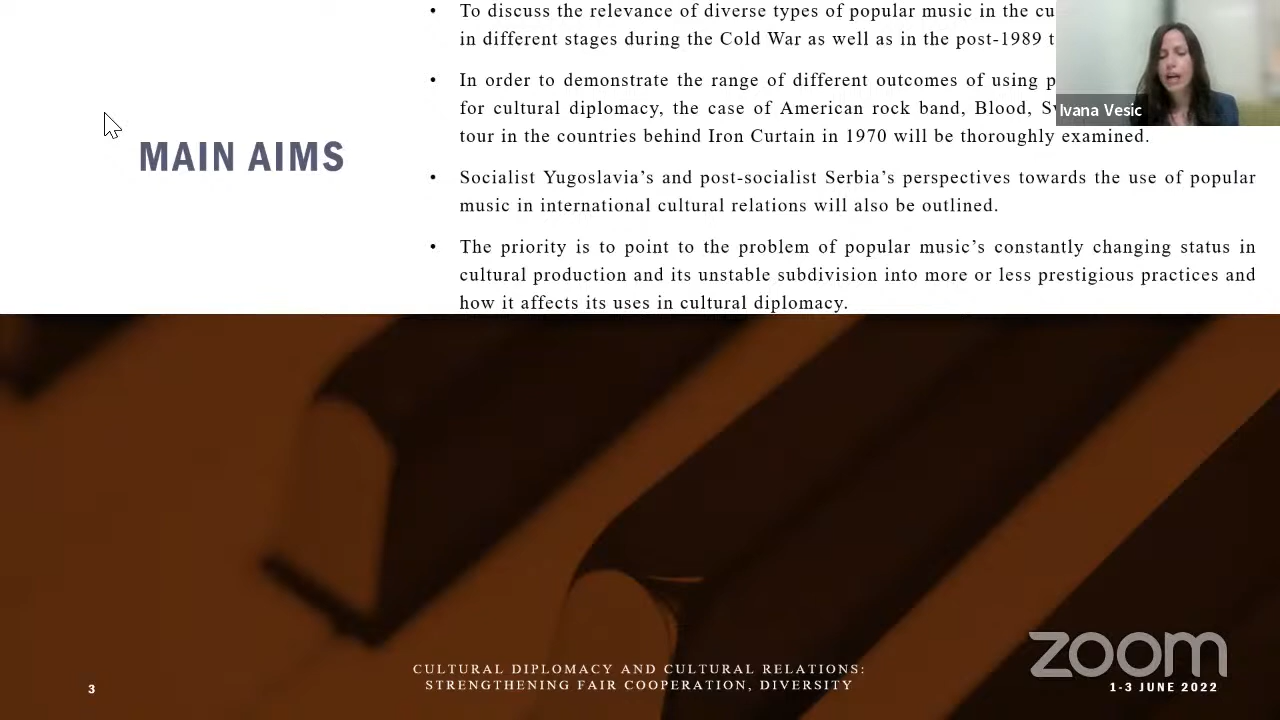 • To discuss the relevance of diverse types of popular music in the cu
in different stages during the Cold War as well as in the post-1989 t
• In order to demonstrate the range of different outcomes of using p
for cultural diplomacy, the case of American rock band, Blood, Sw
tour in the countries behind Iron Curtain in 1970 will be thoroughly examined.
Ivana Vesic
MAIN AIMS
• Socialist Yugoslavia’s and post-socialist Serbia’s perspectives towards the use of popular
music in international cultural relations will also be outlined.
• The priority is to point to the problem of popular music’s constantly changing status in
cultural production and its unstable subdivision into more or less prestigious practices and
how it affects its uses in cultural diplomacy.
zoom
CULTURAL DIPLOMACY AND CULTURAL RELATIONS:
STRENGTHENING FAIR COOPERATION, DIVERSITY
3
1-3 JUNE 2022